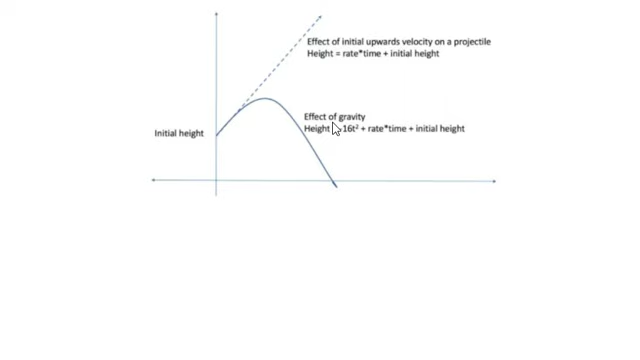 Effect of initial upwards velocity on a projectile
Height = rate*time + initial height
Effect of gravity
Height 16t² + rate*time + initial height
Initial height